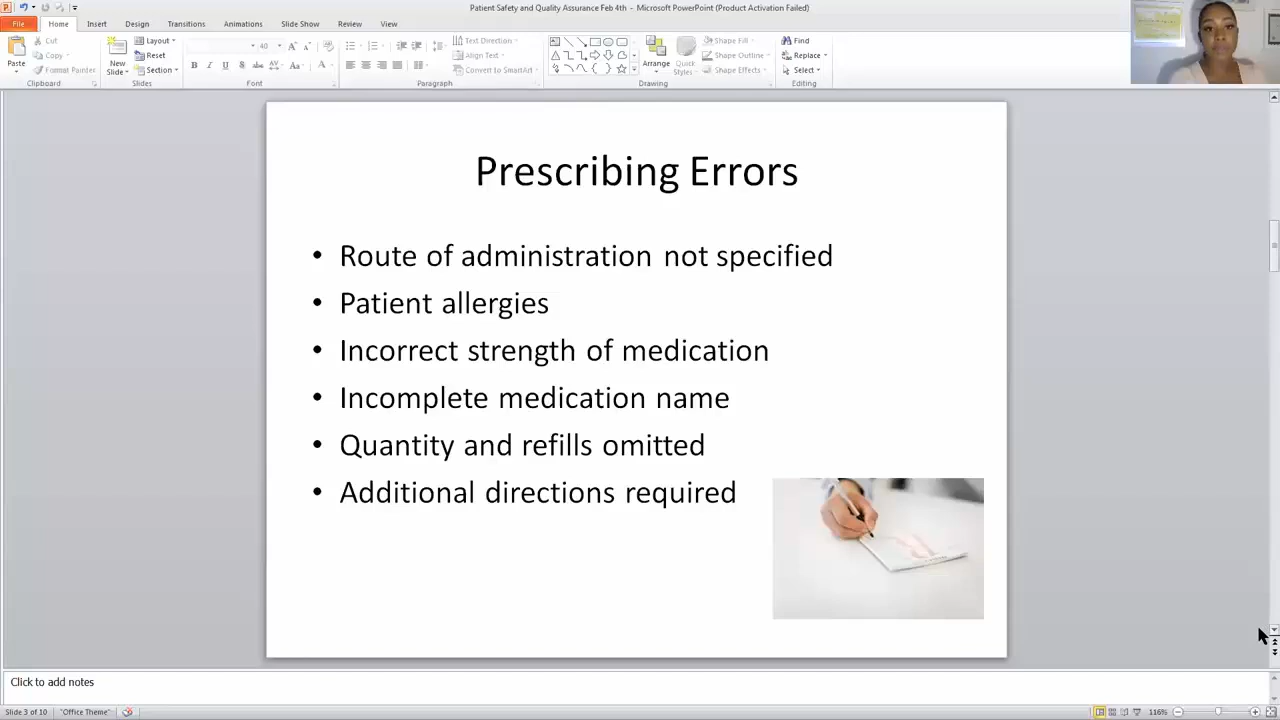 Patient Safety and Quality Assurance Feb 4th - Microsoft PowerPoint (Product Activation Failed)
File Home Insert Design Transitions Animations Slide Show Review View
Paste
Cut
Copy
Format Painter
Clipboard
New
Slide
Layout
Reset
Section
Slides
40
B I U S abc AV Aa A
Font
Text Direction
Align Text
Convert to SmartArt
Paragraph
Arrange
Quick
Styles
Shape Fill
Shape Outline
Shape Effects
Drawing
Find
Replace
Select
Editing
Prescribing Errors
• Route of administration not specified
• Patient allergies
• Incorrect strength of medication
• Incomplete medication name
• Quantity and refills omitted
• Additional directions required
Click to add notes
Slide 3 of 10 "Office Theme" 116%